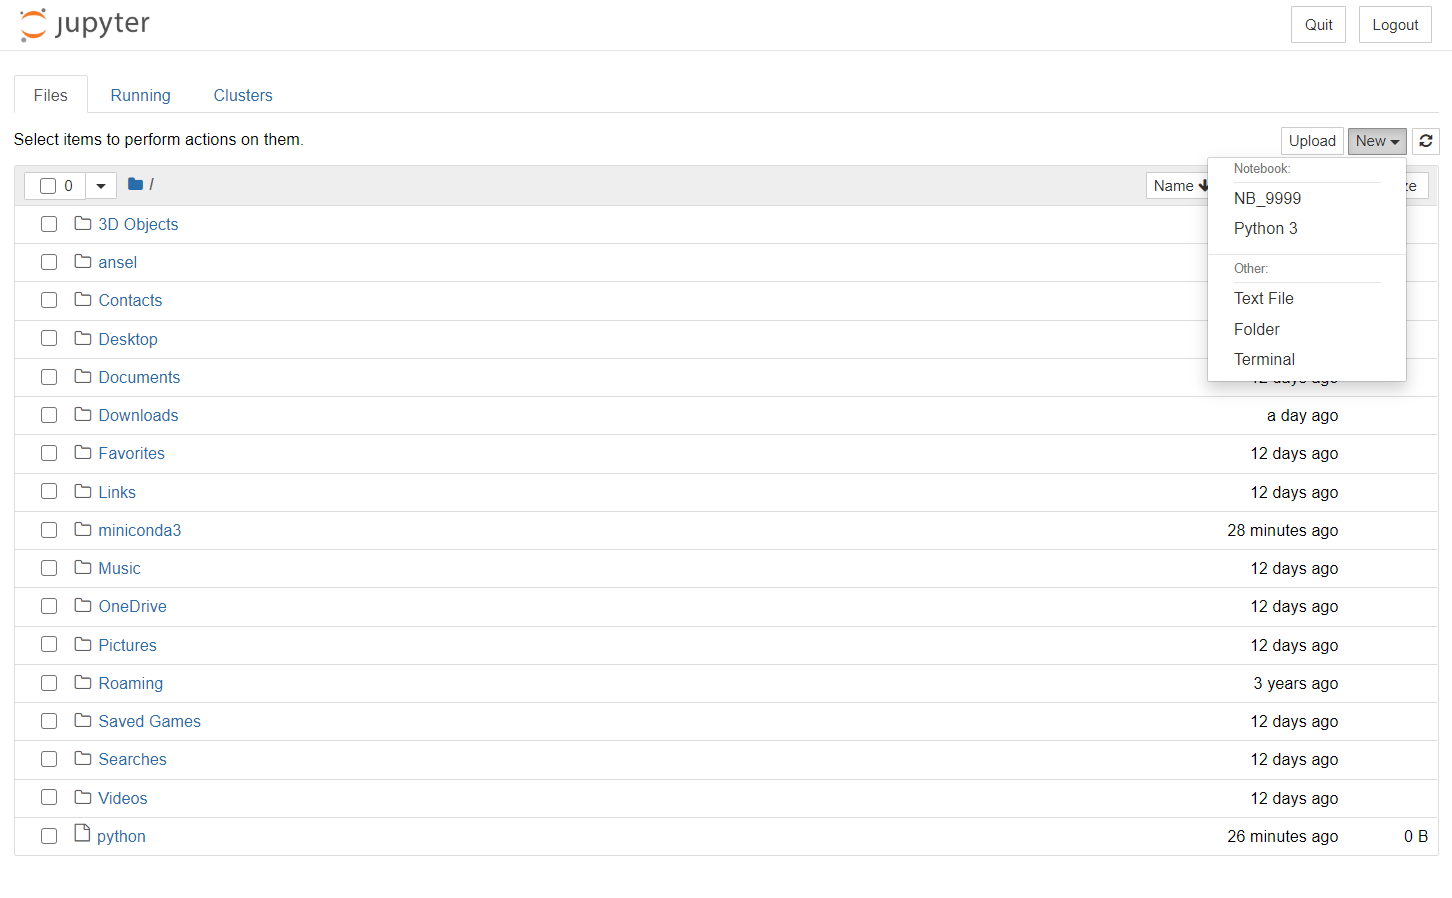 jupyter
Quit Logout
Files Running Clusters
Select items to perform actions on them.
Upload New
0 / Name
Notebook:
NB_9999
Python 3
Other:
Text File
Folder
Terminal
3D Objects
ansel
Contacts
Desktop
Documents 12 days ago
Downloads a day ago
Favorites 12 days ago
Links 12 days ago
miniconda3 28 minutes ago
Music 12 days ago
OneDrive 12 days ago
Pictures 12 days ago
Roaming 3 years ago
Saved Games 12 days ago
Searches 12 days ago
Videos 12 days ago
python 26 minutes ago 0 B